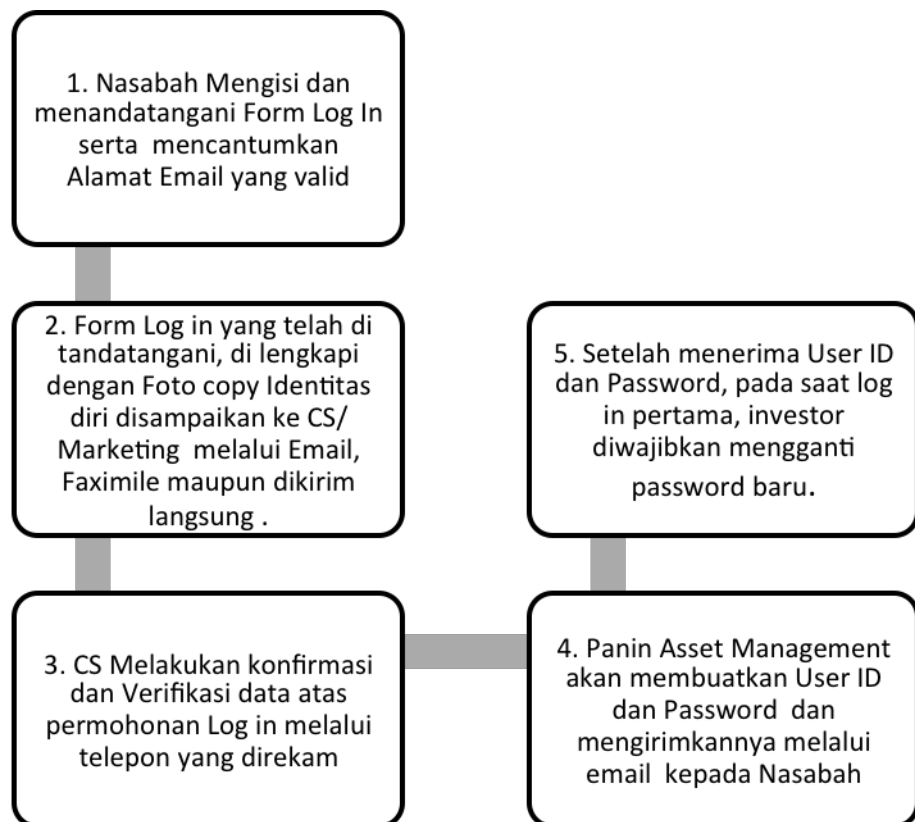 1. Nasabah Mengisi dan
menandatangani Form Log In
serta mencantumkan
Alamat Email yang valid
2. Form Log in yang telah di
tandatangani, di lengkapi
dengan Foto copy Identitas
diri disampaikan ke CS/
Marketing melalui Email,
Faximile maupun dikirim
langsung .
3. CS Melakukan konfirmasi
dan Verifikasi data atas
permohonan Log in melalui
telepon yang direkam
4. Panin Asset Management
akan membuatkan User ID
dan Password dan
mengirimkannya melalui
email kepada Nasabah
5. Setelah menerima User ID
dan Password, pada saat log
in pertama, investor
diwajibkan mengganti
password baru.